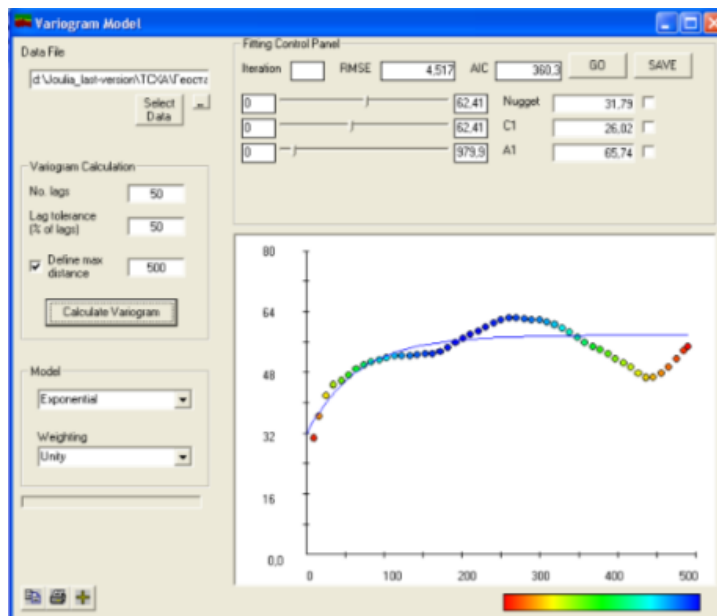 Variogram Model
Data File
d:\Joulia_last-version\ТСХА\Геоста
Select Data
...
Variogram Calculation
No. lags 50
Lag tolerance (% of lags) 50
Define max distance 500
Calculate Variogram
Model
Exponential
Weighting
Unity
Fitting Control Panel
Iteration RMSE 4,517 AIC 360,3 GO SAVE
0 62,41 Nugget 31,79
0 62,41 C1 26,02
0 979,9 A1 65,74
80
64
48
32
16
0,0
0 100 200 300 400 500